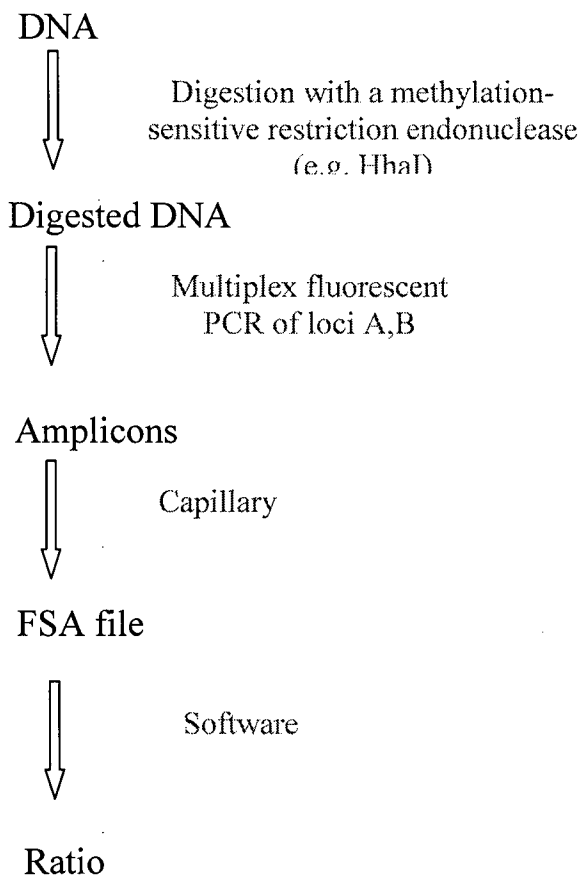 DNA
Digestion with a methylation-
sensitive restriction endonuclease
(e.g. HhaI)
Digested DNA
Multiplex fluorescent
PCR of loci A,B
Amplicons
Capillary
FSA file
Software
Ratio